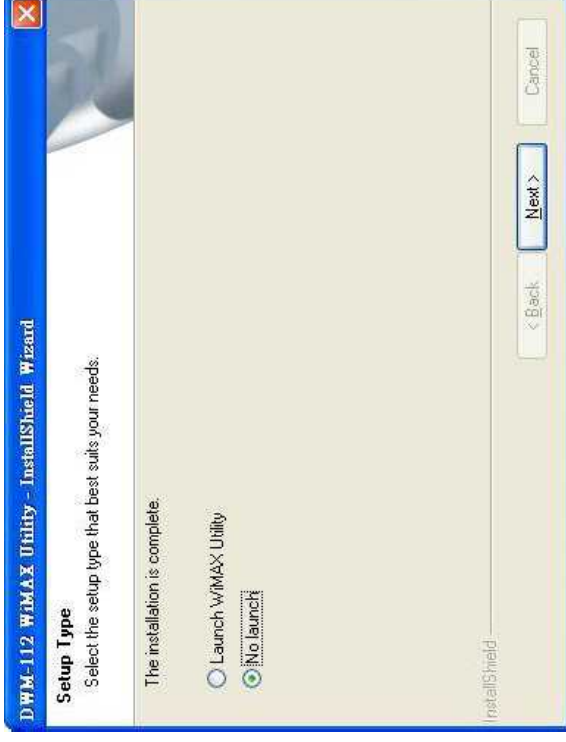 DWM-112 WiMAX Utility - InstallShield Wizard
Setup Type
Select the setup type that best suits your needs.
The installation is complete.
Launch WiMAX Utility
No launch
InstallShield
< Back
Next >
Cancel